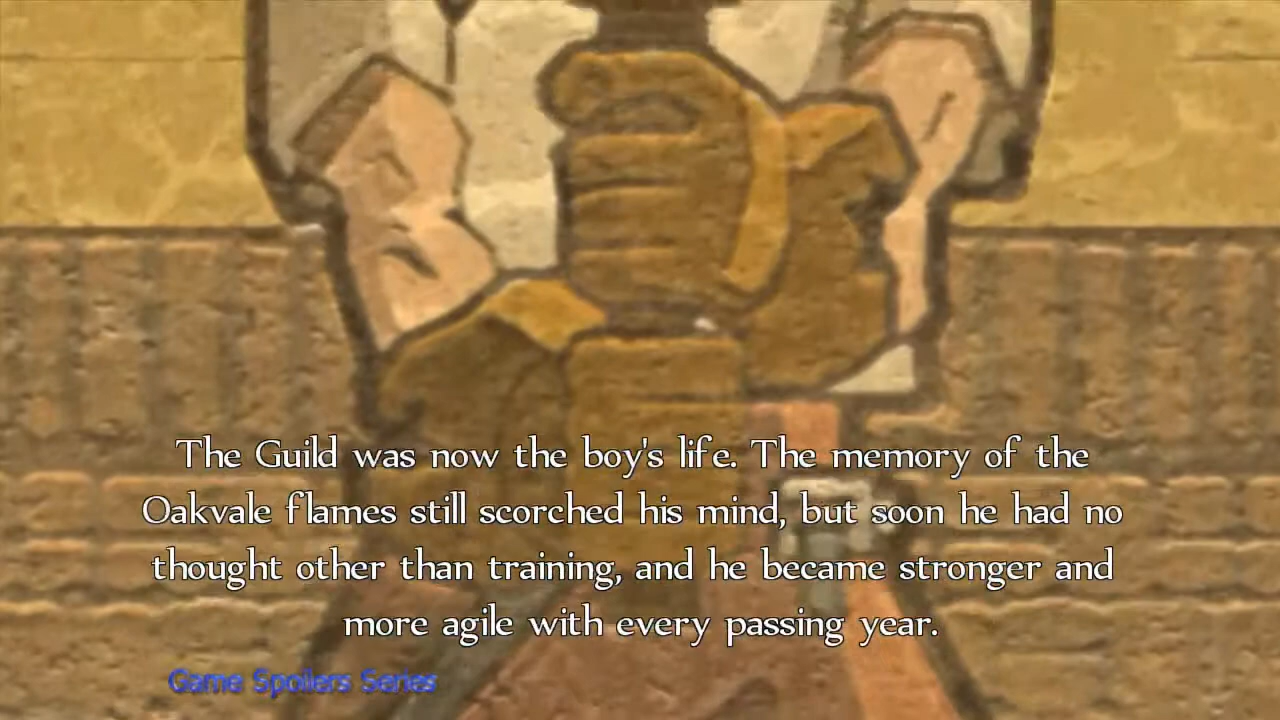 The Guild was now the boy's life. The memory of the
Oakvale flames still scorched his mind, but soon he had no
thought other than training, and he became stronger and
more agile with every passing year.
Game Spoilers Series